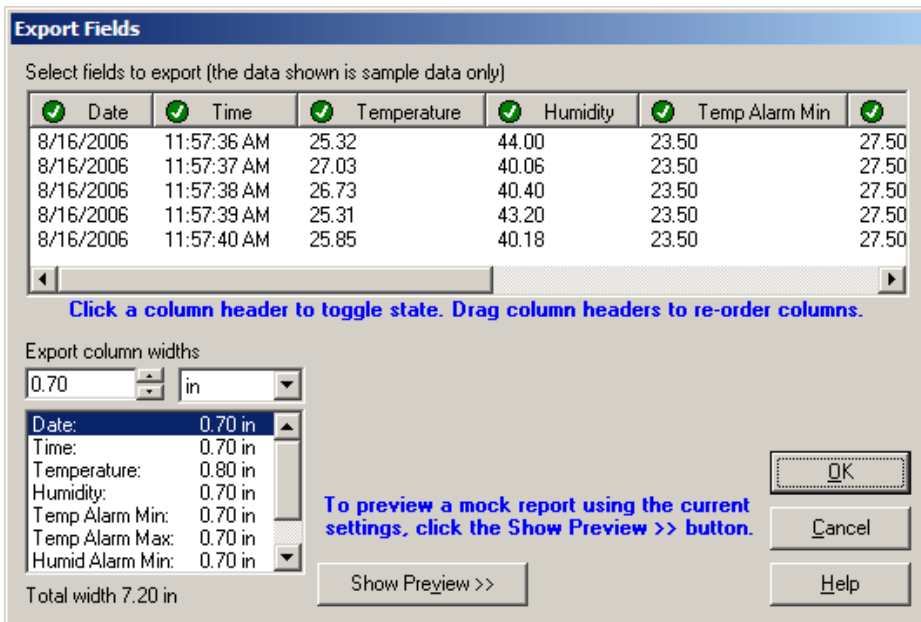 Export Fields
Select fields to export (the data shown is sample data only)
Date Time Temperature Humidity Temp Alarm Min
8/16/2006 11:57:36 AM 25.32 44.00 23.50 27.50
8/16/2006 11:57:37 AM 27.03 40.06 23.50 27.50
8/16/2006 11:57:38 AM 26.73 40.40 23.50 27.50
8/16/2006 11:57:39 AM 25.31 43.20 23.50 27.50
8/16/2006 11:57:40 AM 25.85 40.18 23.50 27.50
Click a column header to toggle state. Drag column headers to re-order columns.
Export column widths
0.70 in
Date: 0.70 in
Time: 0.70 in
Temperature: 0.80 in
Humidity: 0.70 in
Temp Alarm Min: 0.70 in
Temp Alarm Max: 0.70 in
Humid Alarm Min: 0.70 in
Total width 7.20 in
To preview a mock report using the current
settings, click the Show Preview >> button.
Show Preview >>
OK
Cancel
Help